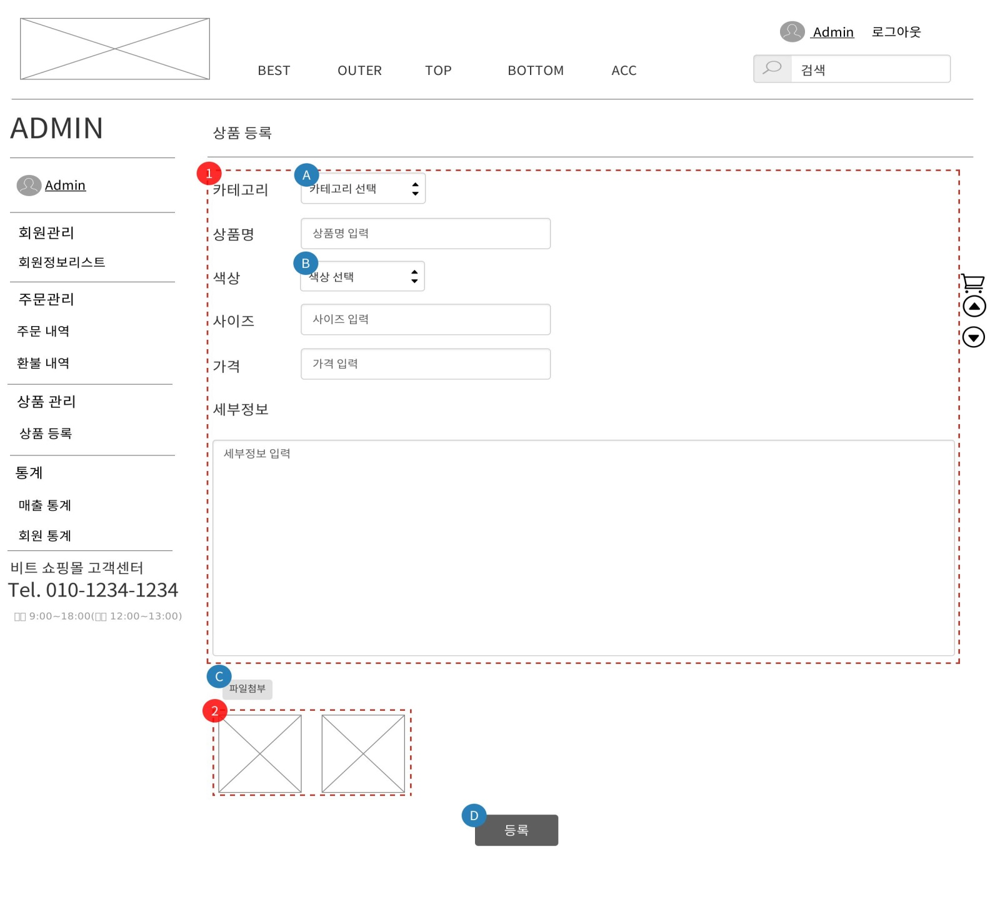 Admin 로그아웃
BEST OUTER TOP BOTTOM ACC 검색
ADMIN
Admin
회원관리
회원정보리스트
주문관리
주문 내역
환불 내역
상품 관리
상품 등록
통계
매출 통계
회원 통계
비트 쇼핑몰 고객센터
Tel. 010-1234-1234
9:00~18:00( 12:00~13:00)
상품 등록
1
카테고리 A 카테고리 선택
상품명 상품명 입력
색상 B 색상 선택
사이즈 사이즈 입력
가격 가격 입력
세부정보
세부정보 입력
C 파일첨부
2
D 등록